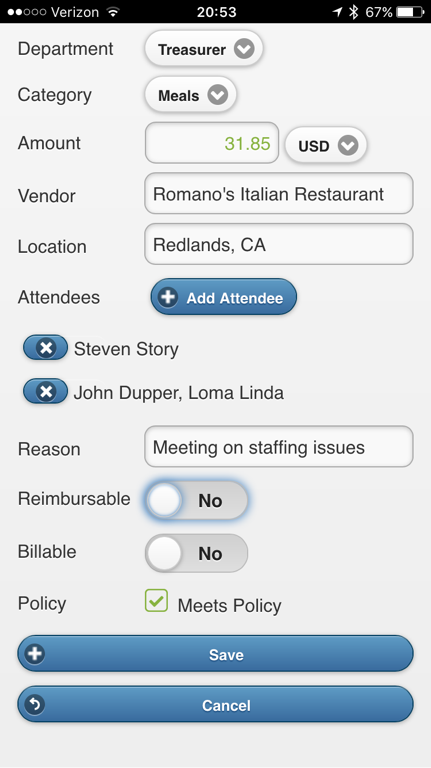 Verizon 20:53 67%
Department Treasurer
Category Meals
Amount 31.85 USD
Vendor Romano's Italian Restaurant
Location Redlands, CA
Attendees Add Attendee
Steven Story
John Dupper, Loma Linda
Reason Meeting on staffing issues
Reimbursable No
Billable No
Policy Meets Policy
Save
Cancel